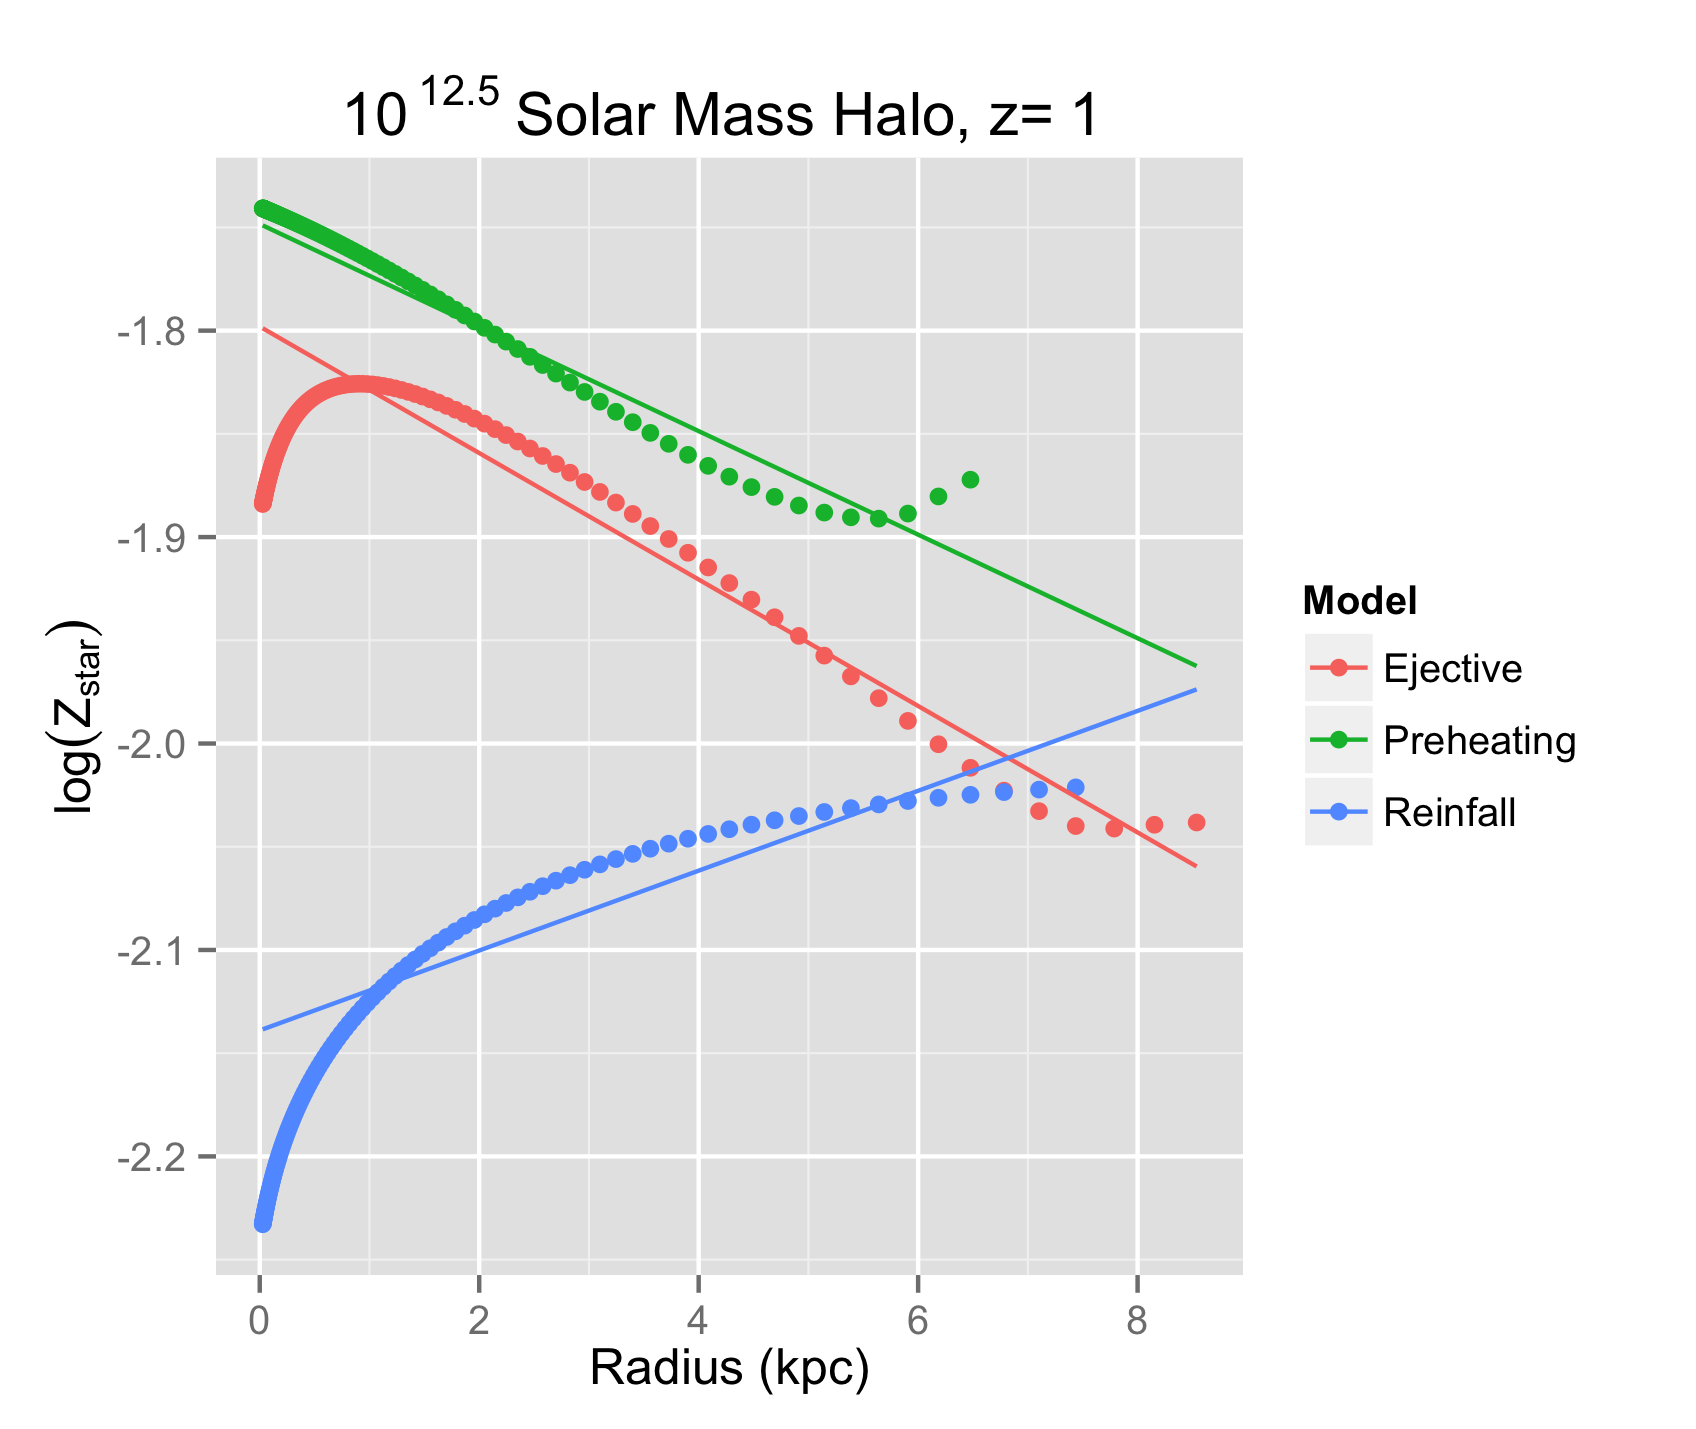 10 12.5 Solar Mass Halo, z= 1
log(Zstar)
-1.8
-1.9
-2.0
-2.1
-2.2
0 2 4 6 8
Radius (kpc)
Model
Ejective
Preheating
Reinfall